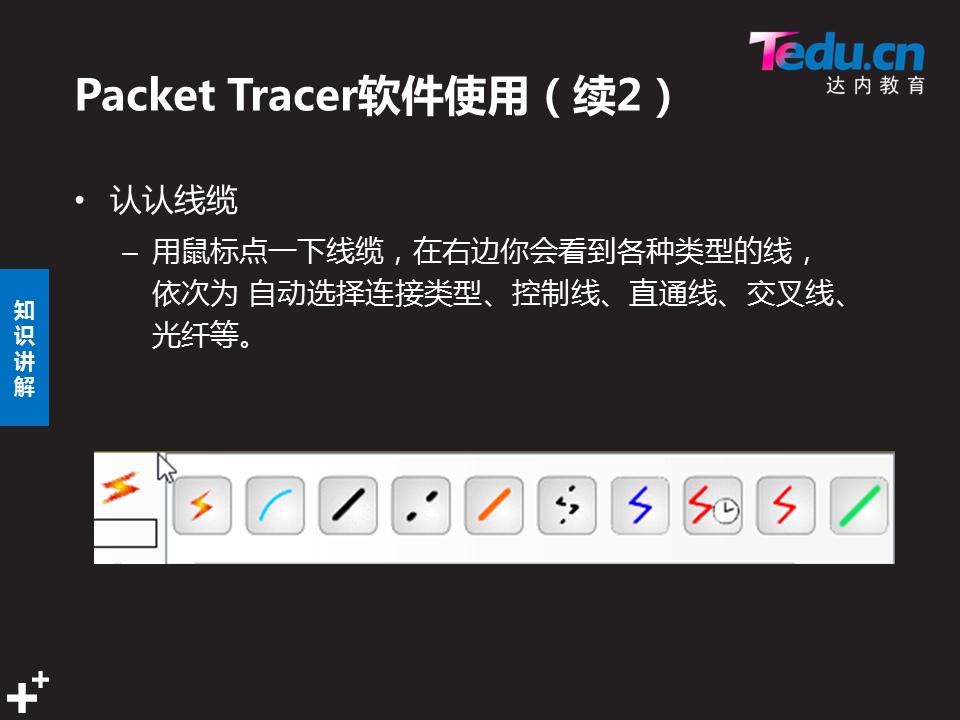 Tedu.cn
达内教育
Packet Tracer软件使用（续2）
• 认认线缆
– 用鼠标点一下线缆，在右边你会看到各种类型的线，
依次为 自动选择连接类型、控制线、直通线、交叉线、
光纤等。
知
识
讲
解